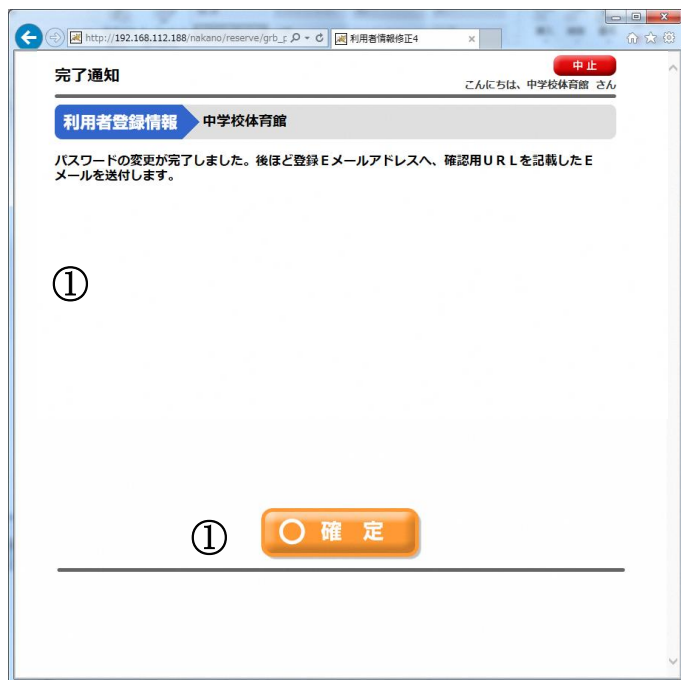 http://192.168.112.188/nakano/reserve/grb_
利用者情報修正4
完了通知
中止
こんにちは、中学校体育館 さん
利用者登録情報
中学校体育館
パスワードの変更が完了しました。後ほど登録Eメールアドレスへ、確認用URLを記載したE
メールを送付します。
①
①
確 定